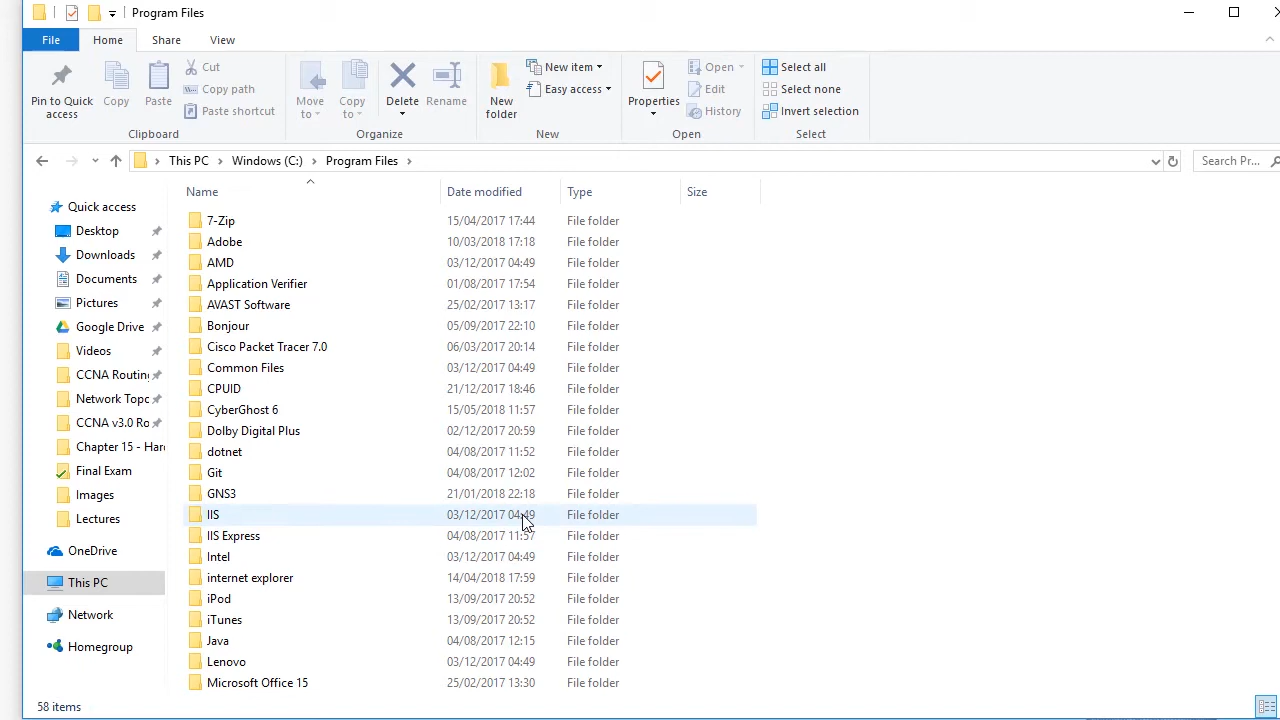 Program Files
File Home Share View
Pin to Quick access
Copy
Paste
Cut
Copy path
Paste shortcut
Clipboard
Move to
Copy to
Delete
Rename
Organize
New folder
New item
Easy access
New
Properties
Open
Edit
History
Open
Select all
Select none
Invert selection
Select
This PC > Windows (C:) > Program Files >
Search Pr...
Quick access
Desktop
Downloads
Documents
Pictures
Google Drive
Videos
CCNA Routin
Network Topc
CCNA v3.0 Ro
Chapter 15 - Har
Final Exam
Images
Lectures
OneDrive
This PC
Network
Homegroup
Name Date modified Type Size
7-Zip 15/04/2017 17:44 File folder
Adobe 10/03/2018 17:18 File folder
AMD 03/12/2017 04:49 File folder
Application Verifier 01/08/2017 17:54 File folder
AVAST Software 25/02/2017 13:17 File folder
Bonjour 05/09/2017 22:10 File folder
Cisco Packet Tracer 7.0 06/03/2017 20:14 File folder
Common Files 03/12/2017 04:49 File folder
CPUID 21/12/2017 18:46 File folder
CyberGhost 6 15/05/2018 11:57 File folder
Dolby Digital Plus 02/12/2017 20:59 File folder
dotnet 04/08/2017 11:52 File folder
Git 04/08/2017 12:02 File folder
GNS3 21/01/2018 22:18 File folder
IIS 03/12/2017 04:49 File folder
IIS Express 04/08/2017 11:57 File folder
Intel 03/12/2017 04:49 File folder
internet explorer 14/04/2018 17:59 File folder
iPod 13/09/2017 20:52 File folder
iTunes 13/09/2017 20:52 File folder
Java 04/08/2017 12:15 File folder
Lenovo 03/12/2017 04:49 File folder
Microsoft Office 15 25/02/2017 13:30 File folder
58 items